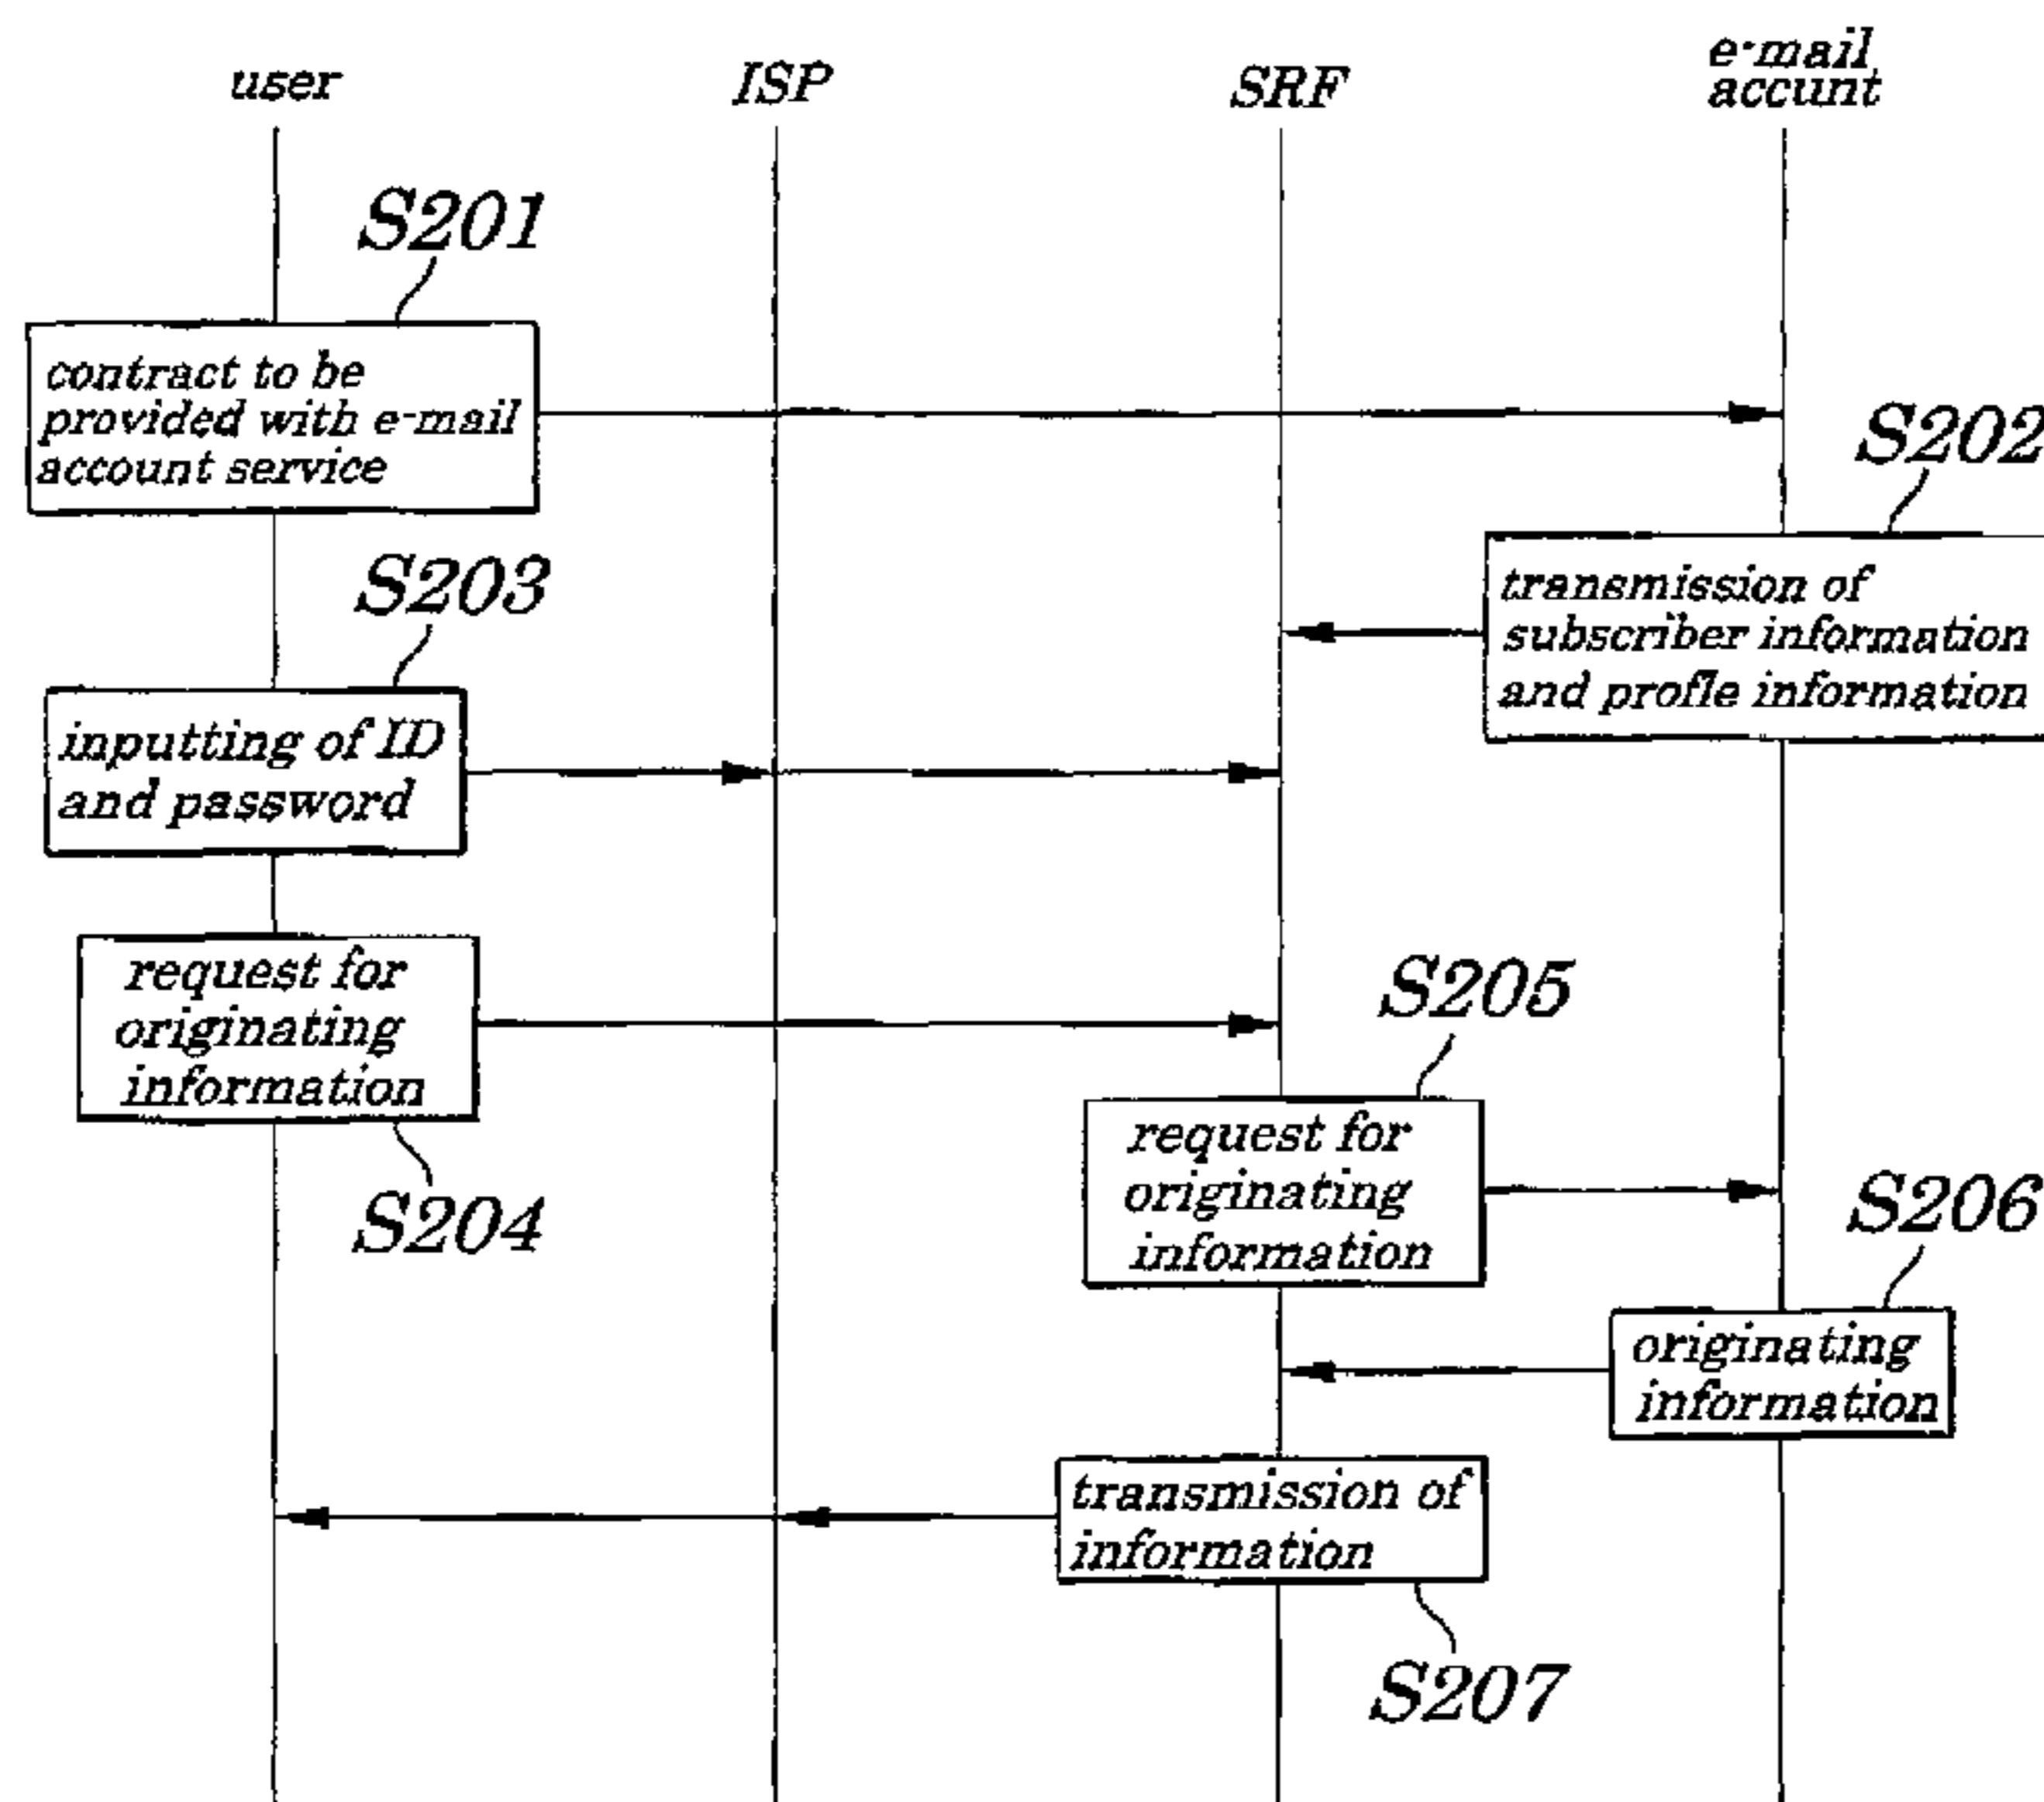 user
ISP
SRF
e-mail
accunt
S201
contract to be
provided with e-mail
account service
S202
transmission of
subscriber information
and profle information
S203
inputting of ID
and password
request for
originating
information
S204
S205
request for
originating
information
S206
originating
information
transmission of
information
S207